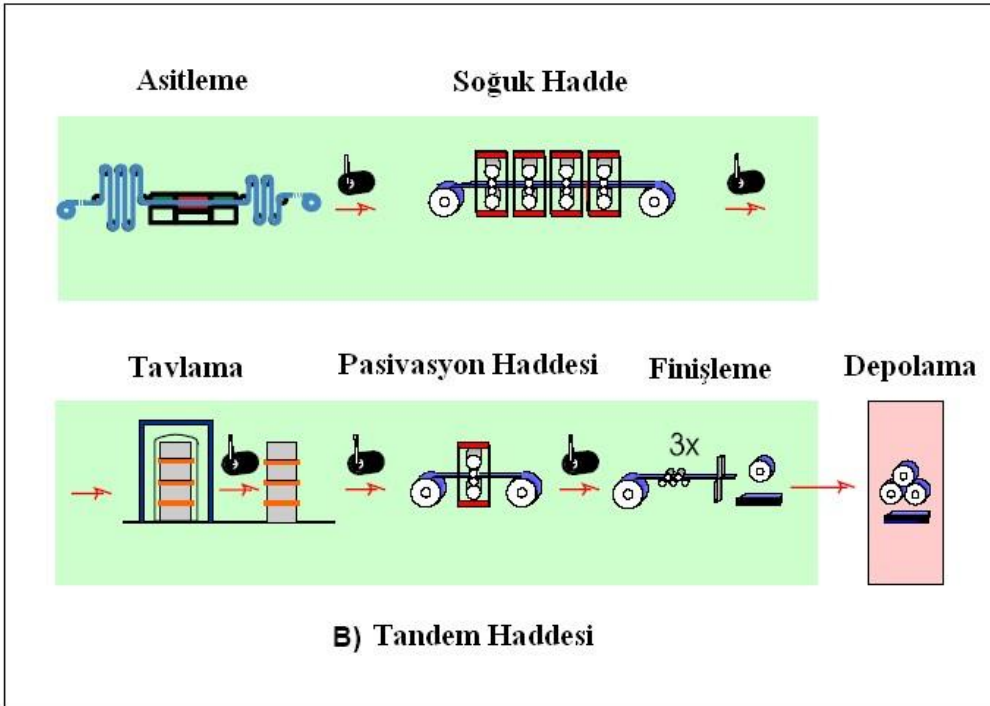 Asitleme
Soğuk Hadde
Tavlama
Pasivasyon Haddesi
Finişleme
Depolama
3x
B) Tandem Haddesi